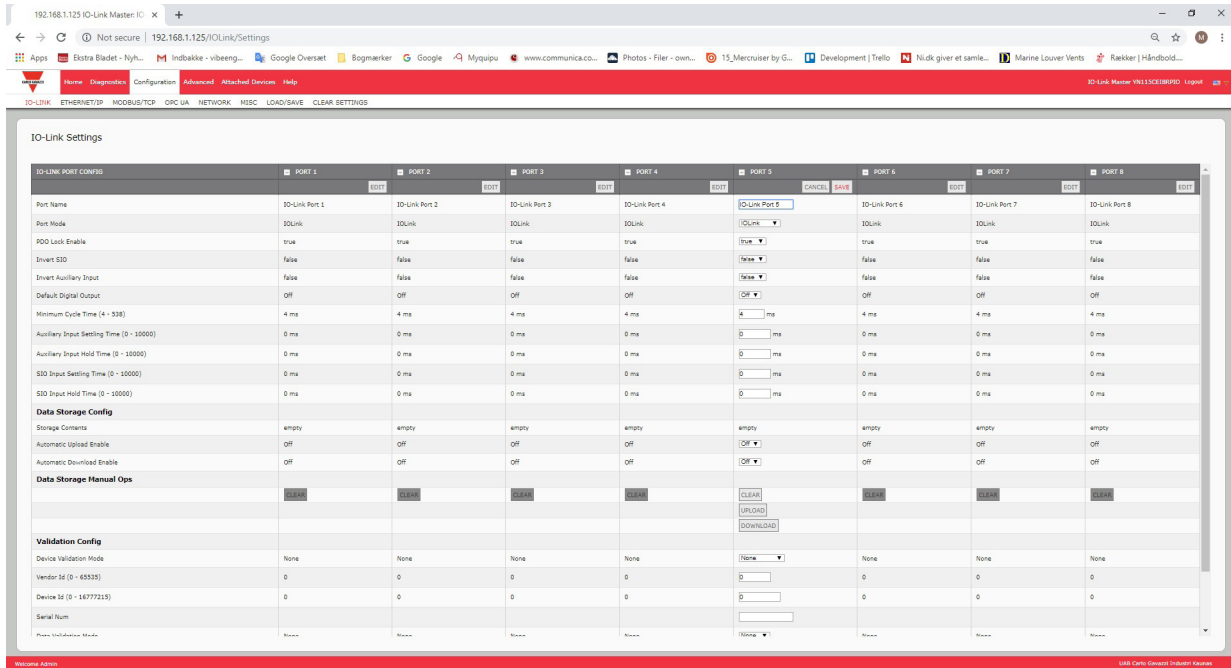 192.168.1.125 IO-Link Master: IO
192.168.1.125/IOLink/Settings
Not secure
Apps Ekstra Bladet - Nyh... Indbakke - vibeeng... Google Oversæt Bogmærker Google Myquipu www.communica.co... Photos - Filer - own... 15_Mercruiser by G... Development | Trello Ni.dk giver et samle... Marine Louver Vents Rækker | Håndbold....
CARLO GAVAZZI Home Diagnostics Configuration Advanced Attached Devices Help IO-Link Master YN115CEI8RPIO Logout
IO-LINK ETHERNET/IP MODBUS/TCP OPC UA NETWORK MISC LOAD/SAVE CLEAR SETTINGS
IO-Link Settings
IO-LINK PORT CONFIG PORT 1 PORT 2 PORT 3 PORT 4 PORT 5 PORT 6 PORT 7 PORT 8
EDIT EDIT EDIT EDIT CANCEL SAVE EDIT EDIT EDIT
Port Name IO-Link Port 1 IO-Link Port 2 IO-Link Port 3 IO-Link Port 4 IO-Link Port 5 IO-Link Port 6 IO-Link Port 7 IO-Link Port 8
Port Mode IOLink IOLink IOLink IOLink IOLink IOLink IOLink IOLink
PDO Lock Enable true true true true true true true true
Invert SIO false false false false false false false false
Invert Auxiliary Input false false false false false false false false
Default Digital Output Off Off Off Off Off Off Off Off
Minimum Cycle Time (4 - 538) 4 ms 4 ms 4 ms 4 ms 4 ms 4 ms 4 ms 4 ms
Auxiliary Input Settling Time (0 - 10000) 0 ms 0 ms 0 ms 0 ms 0 ms 0 ms 0 ms 0 ms
Auxiliary Input Hold Time (0 - 10000) 0 ms 0 ms 0 ms 0 ms 0 ms 0 ms 0 ms 0 ms
SIO Input Settling Time (0 - 10000) 0 ms 0 ms 0 ms 0 ms 0 ms 0 ms 0 ms 0 ms
SIO Input Hold Time (0 - 10000) 0 ms 0 ms 0 ms 0 ms 0 ms 0 ms 0 ms 0 ms
Data Storage Config
Storage Contents empty empty empty empty empty empty empty empty
Automatic Upload Enable Off Off Off Off Off Off Off Off
Automatic Download Enable Off Off Off Off Off Off Off Off
Data Storage Manual Ops
CLEAR CLEAR CLEAR CLEAR CLEAR CLEAR CLEAR CLEAR
UPLOAD
DOWNLOAD
Validation Config
Device Validation Mode None None None None None None None None
Vendor Id (0 - 65535) 0 0 0 0 0 0 0 0
Device Id (0 - 16777215) 0 0 0 0 0 0 0 0
Serial Num
Data Validation Mode None None None None None None None None
Welcome Admin UAB Carlo Gavazzi Industri Kaunas